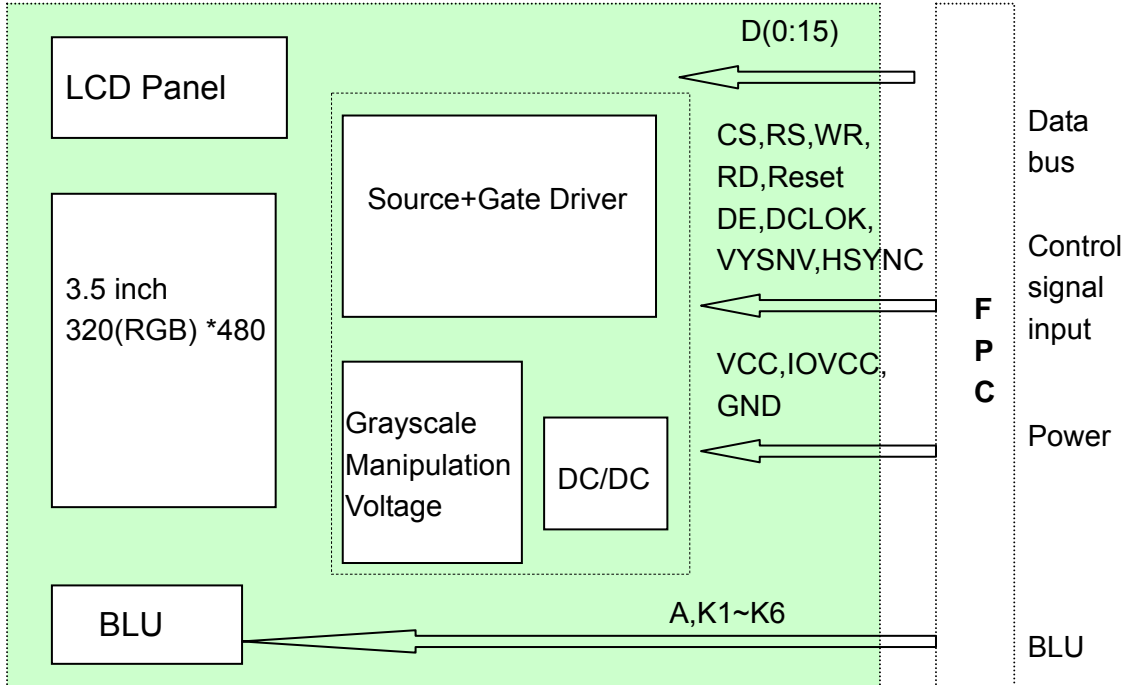 LCD Panel
3.5 inch
320(RGB) *480
BLU
Source+Gate Driver
Grayscale
Manipulation
Voltage
DC/DC
D(0:15)
CS,RS,WR,
RD,Reset
DE,DCLOK,
VYSNV,HSYNC
VCC,IOVCC,
GND
A,K1~K6
F
P
C
Data
bus
Control
signal
input
Power
BLU